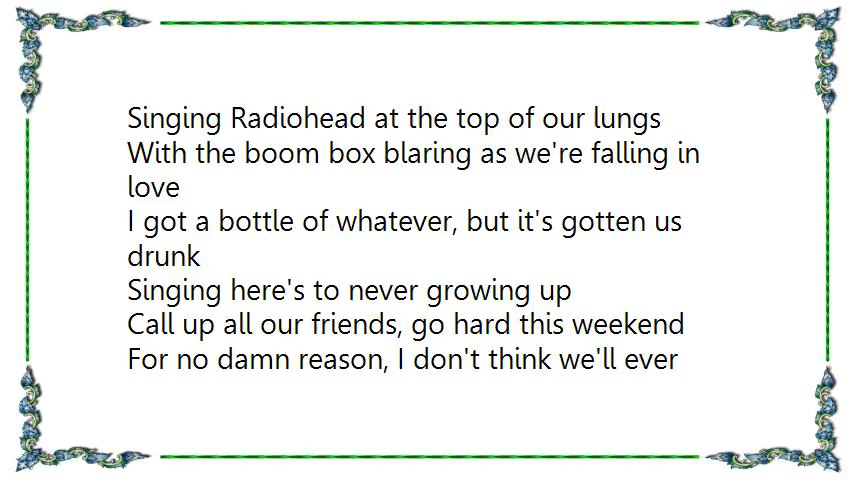 Singing Radiohead at the top of our lungs
With the boom box blaring as we're falling in
love
I got a bottle of whatever, but it's gotten us
drunk
Singing here's to never growing up
Call up all our friends, go hard this weekend
For no damn reason, I don't think we'll ever